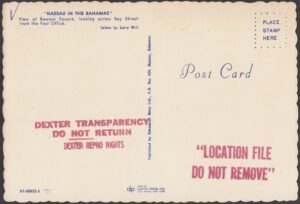 "NASSAU IN THE BAHAMAS"
View of Rawson Square, looking across Bay Street
from the Post Office.
PLACE
STAMP
HERE
Post Card
DEXTER TRANSPARENCY
DO NOT RETURN
DEXTER REPRO RIGHTS
"LOCATION FILE
DO NOT REMOVE"
dp